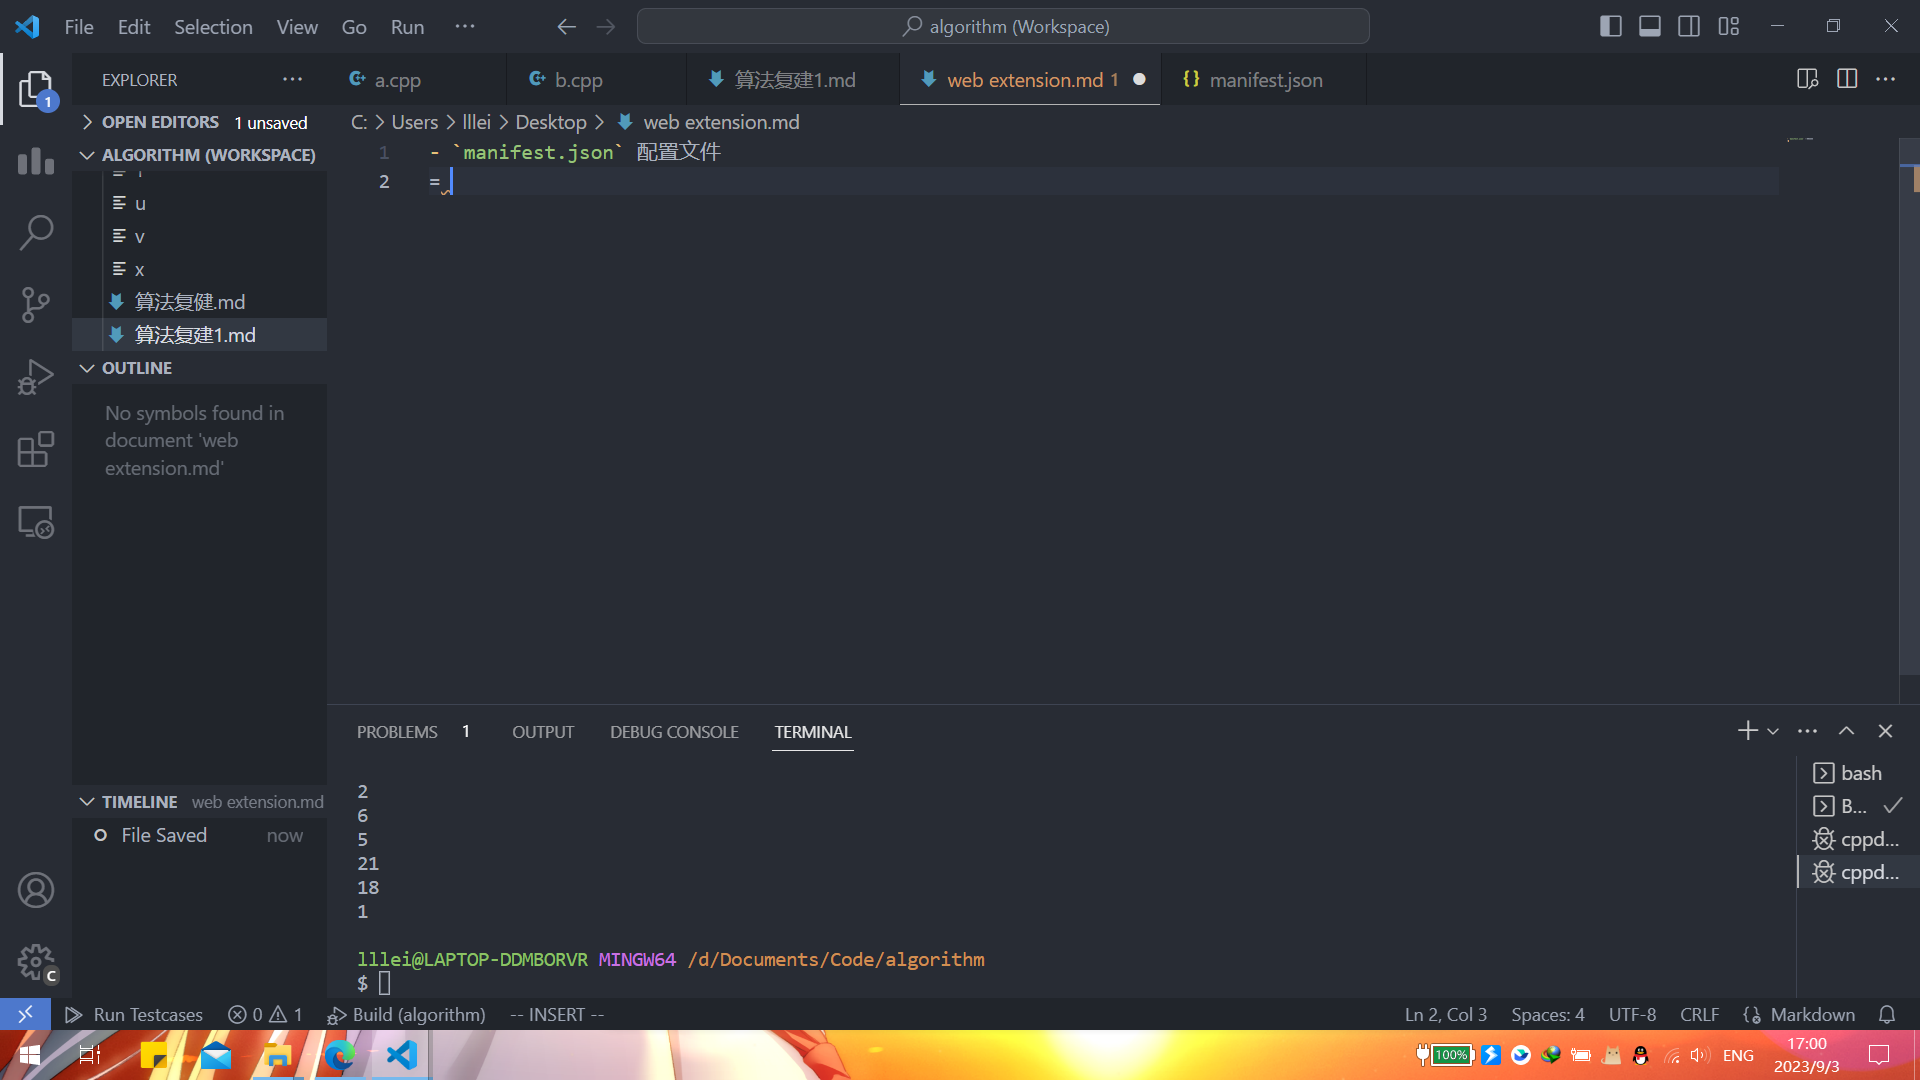 File Edit Selection View Go Run ··· algorithm (Workspace)
EXPLORER ···
a.cpp
b.cpp
算法复建1.md
web extension.md 1
manifest.json
1
OPEN EDITORS 1 unsaved
C: > Users > lllei > Desktop > web extension.md
ALGORITHM (WORKSPACE)
1 - `manifest.json` 配置文件
2 =
u
v
x
算法复健.md
算法复建1.md
OUTLINE
No symbols found in
document 'web
extension.md'
PROBLEMS 1 OUTPUT DEBUG CONSOLE TERMINAL
2
6
5
21
18
1
lllei@LAPTOP-DDMBORVR MINGW64 /d/Documents/Code/algorithm
$
bash
B...
cppd...
cppd...
TIMELINE web extension.md
File Saved now
C
Run Testcases 0 1 Build (algorithm) -- INSERT --
Ln 2, Col 3 Spaces: 4 UTF-8 CRLF Markdown
100% ENG
17:00
2023/9/3